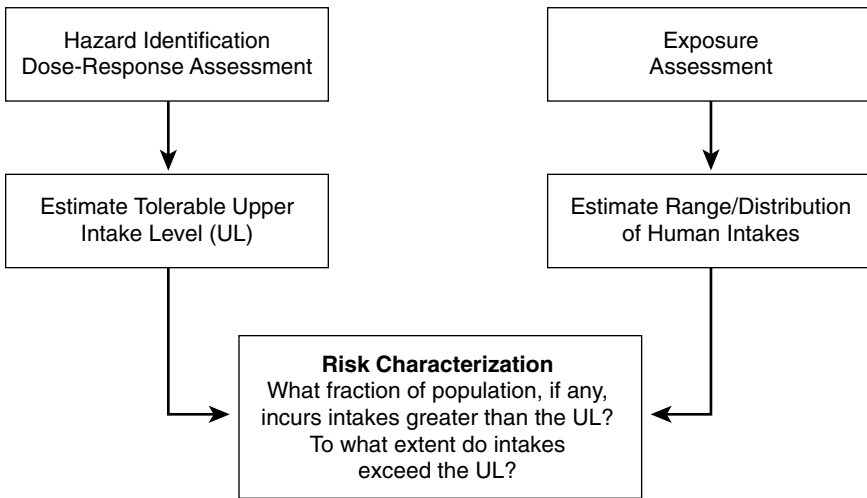 Hazard Identification
Dose-Response Assessment
Exposure
Assessment
Estimate Tolerable Upper
Intake Level (UL)
Estimate Range/Distribution
of Human Intakes
Risk Characterization
What fraction of population, if any,
incurs intakes greater than the UL?
To what extent do intakes
exceed the UL?